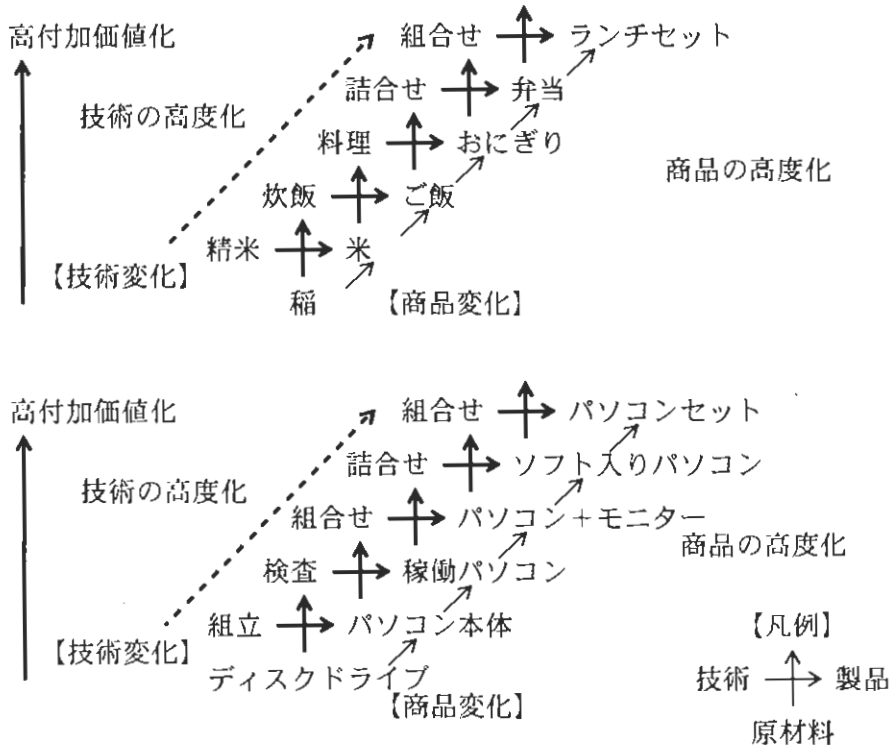 高付加価値化
組合せ
ランチセット
詰合せ
弁当
技術の高度化
料理
おにぎり
商品の高度化
炊飯
ご飯
精米
米
【技術変化】
稲
【商品変化】
高付加価値化
組合せ
パソコンセット
詰合せ
ソフト入りパソコン
技術の高度化
組合せ
パソコン+モニター
商品の高度化
検査
稼働パソコン
組立
パソコン本体
【凡例】
【技術変化】
ディスクドライブ
技術
製品
【商品変化】
原材料